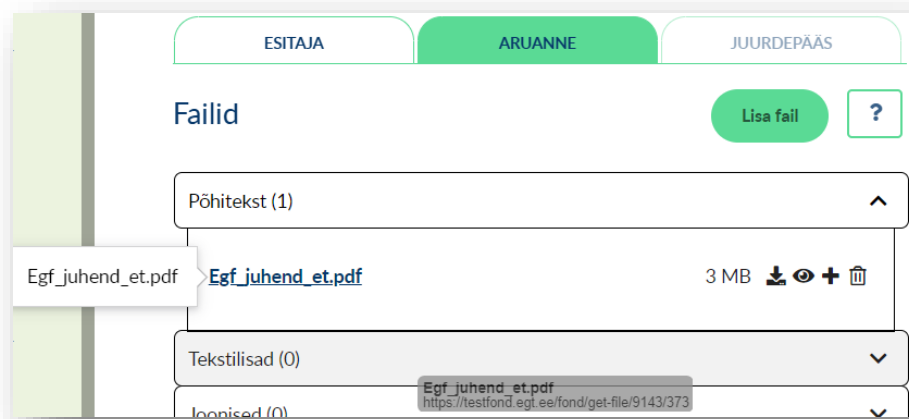 ESITAJA
ARUANNE
JUURDEPÄÄS
Failid
Lisa fail
?
Põhitekst (1)
Egf_juhend_et.pdf
Egf_juhend_et.pdf
3 MB
Tekstilisad (0)
Egf_juhend_et.pdf
https://testfond.egt.ee/fond/get-file/9143/373
Joonised (0)